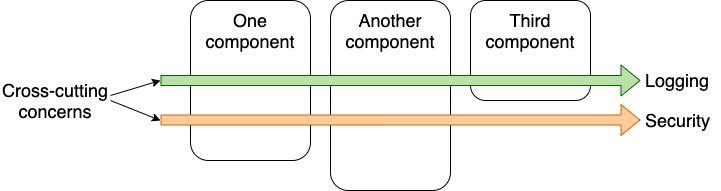 One
component
Another
component
Third
component
Cross-cutting
concerns
Logging
Security